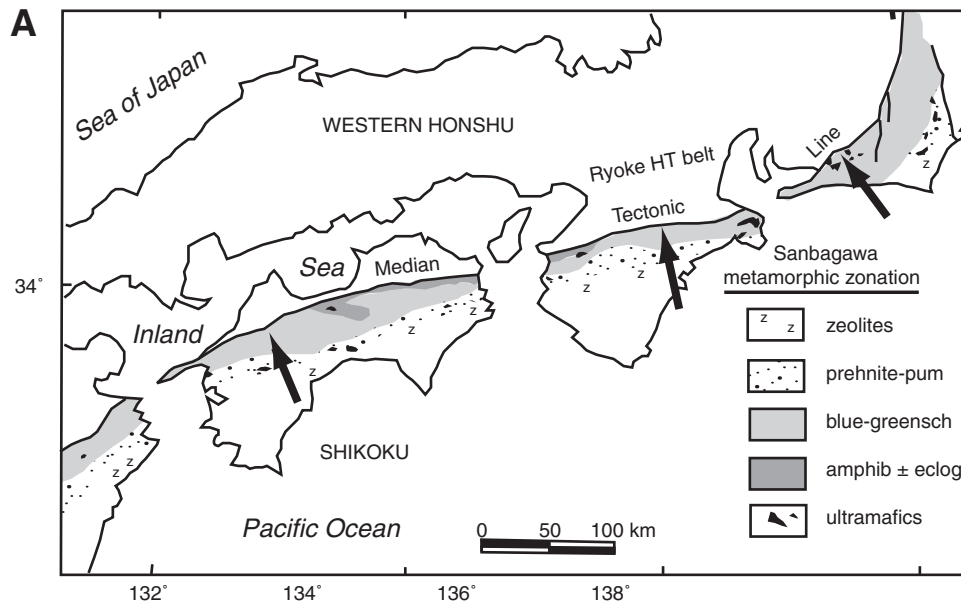 A
Sea of Japan
WESTERN HONSHU
Ryoke HT belt
Line
z
Tectonic
Sanbagawa
metamorphic zonation
34°
Sea
Median
Inland
z
z
z
z
z
z
z
z z
z z
zeolites
prehnite-pum
blue-greensch
amphib ± eclog
ultramafics
SHIKOKU
Pacific Ocean
0 50 100 km
132° 134° 136° 138°